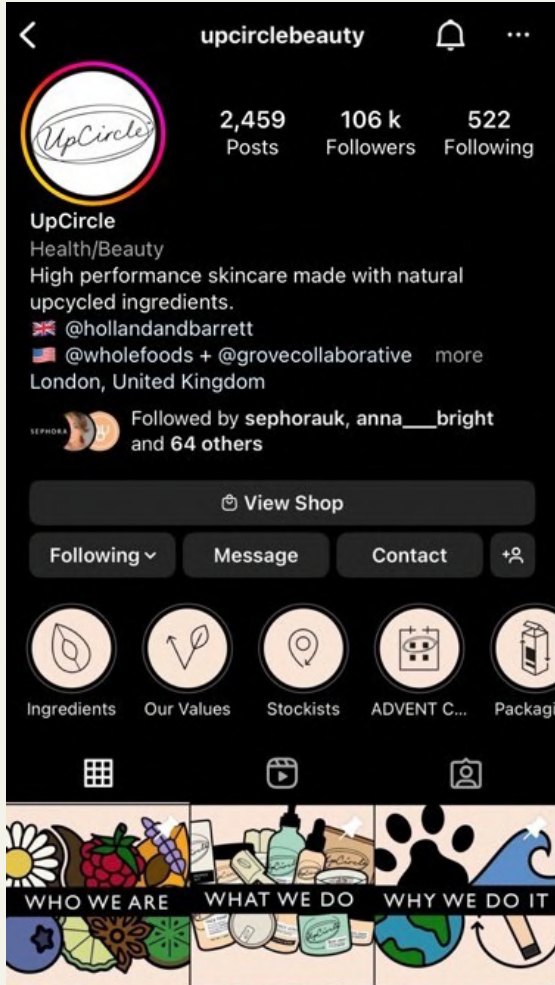 upcirclebeauty
UpCircle
2,459 106 k 522
Posts Followers Following
UpCircle
Health/Beauty
High performance skincare made with natural
upcycled ingredients.
🇬🇧 @hollandandbarrett
🇺🇸 @wholefoods + @grovecollaborative more
London, United Kingdom
SEPHORA
Followed by sephorauk, anna___bright
and 64 others
View Shop
Following Message Contact
Ingredients Our Values Stockists ADVENT C... Packagi
WHO WE ARE WHAT WE DO WHY WE DO IT